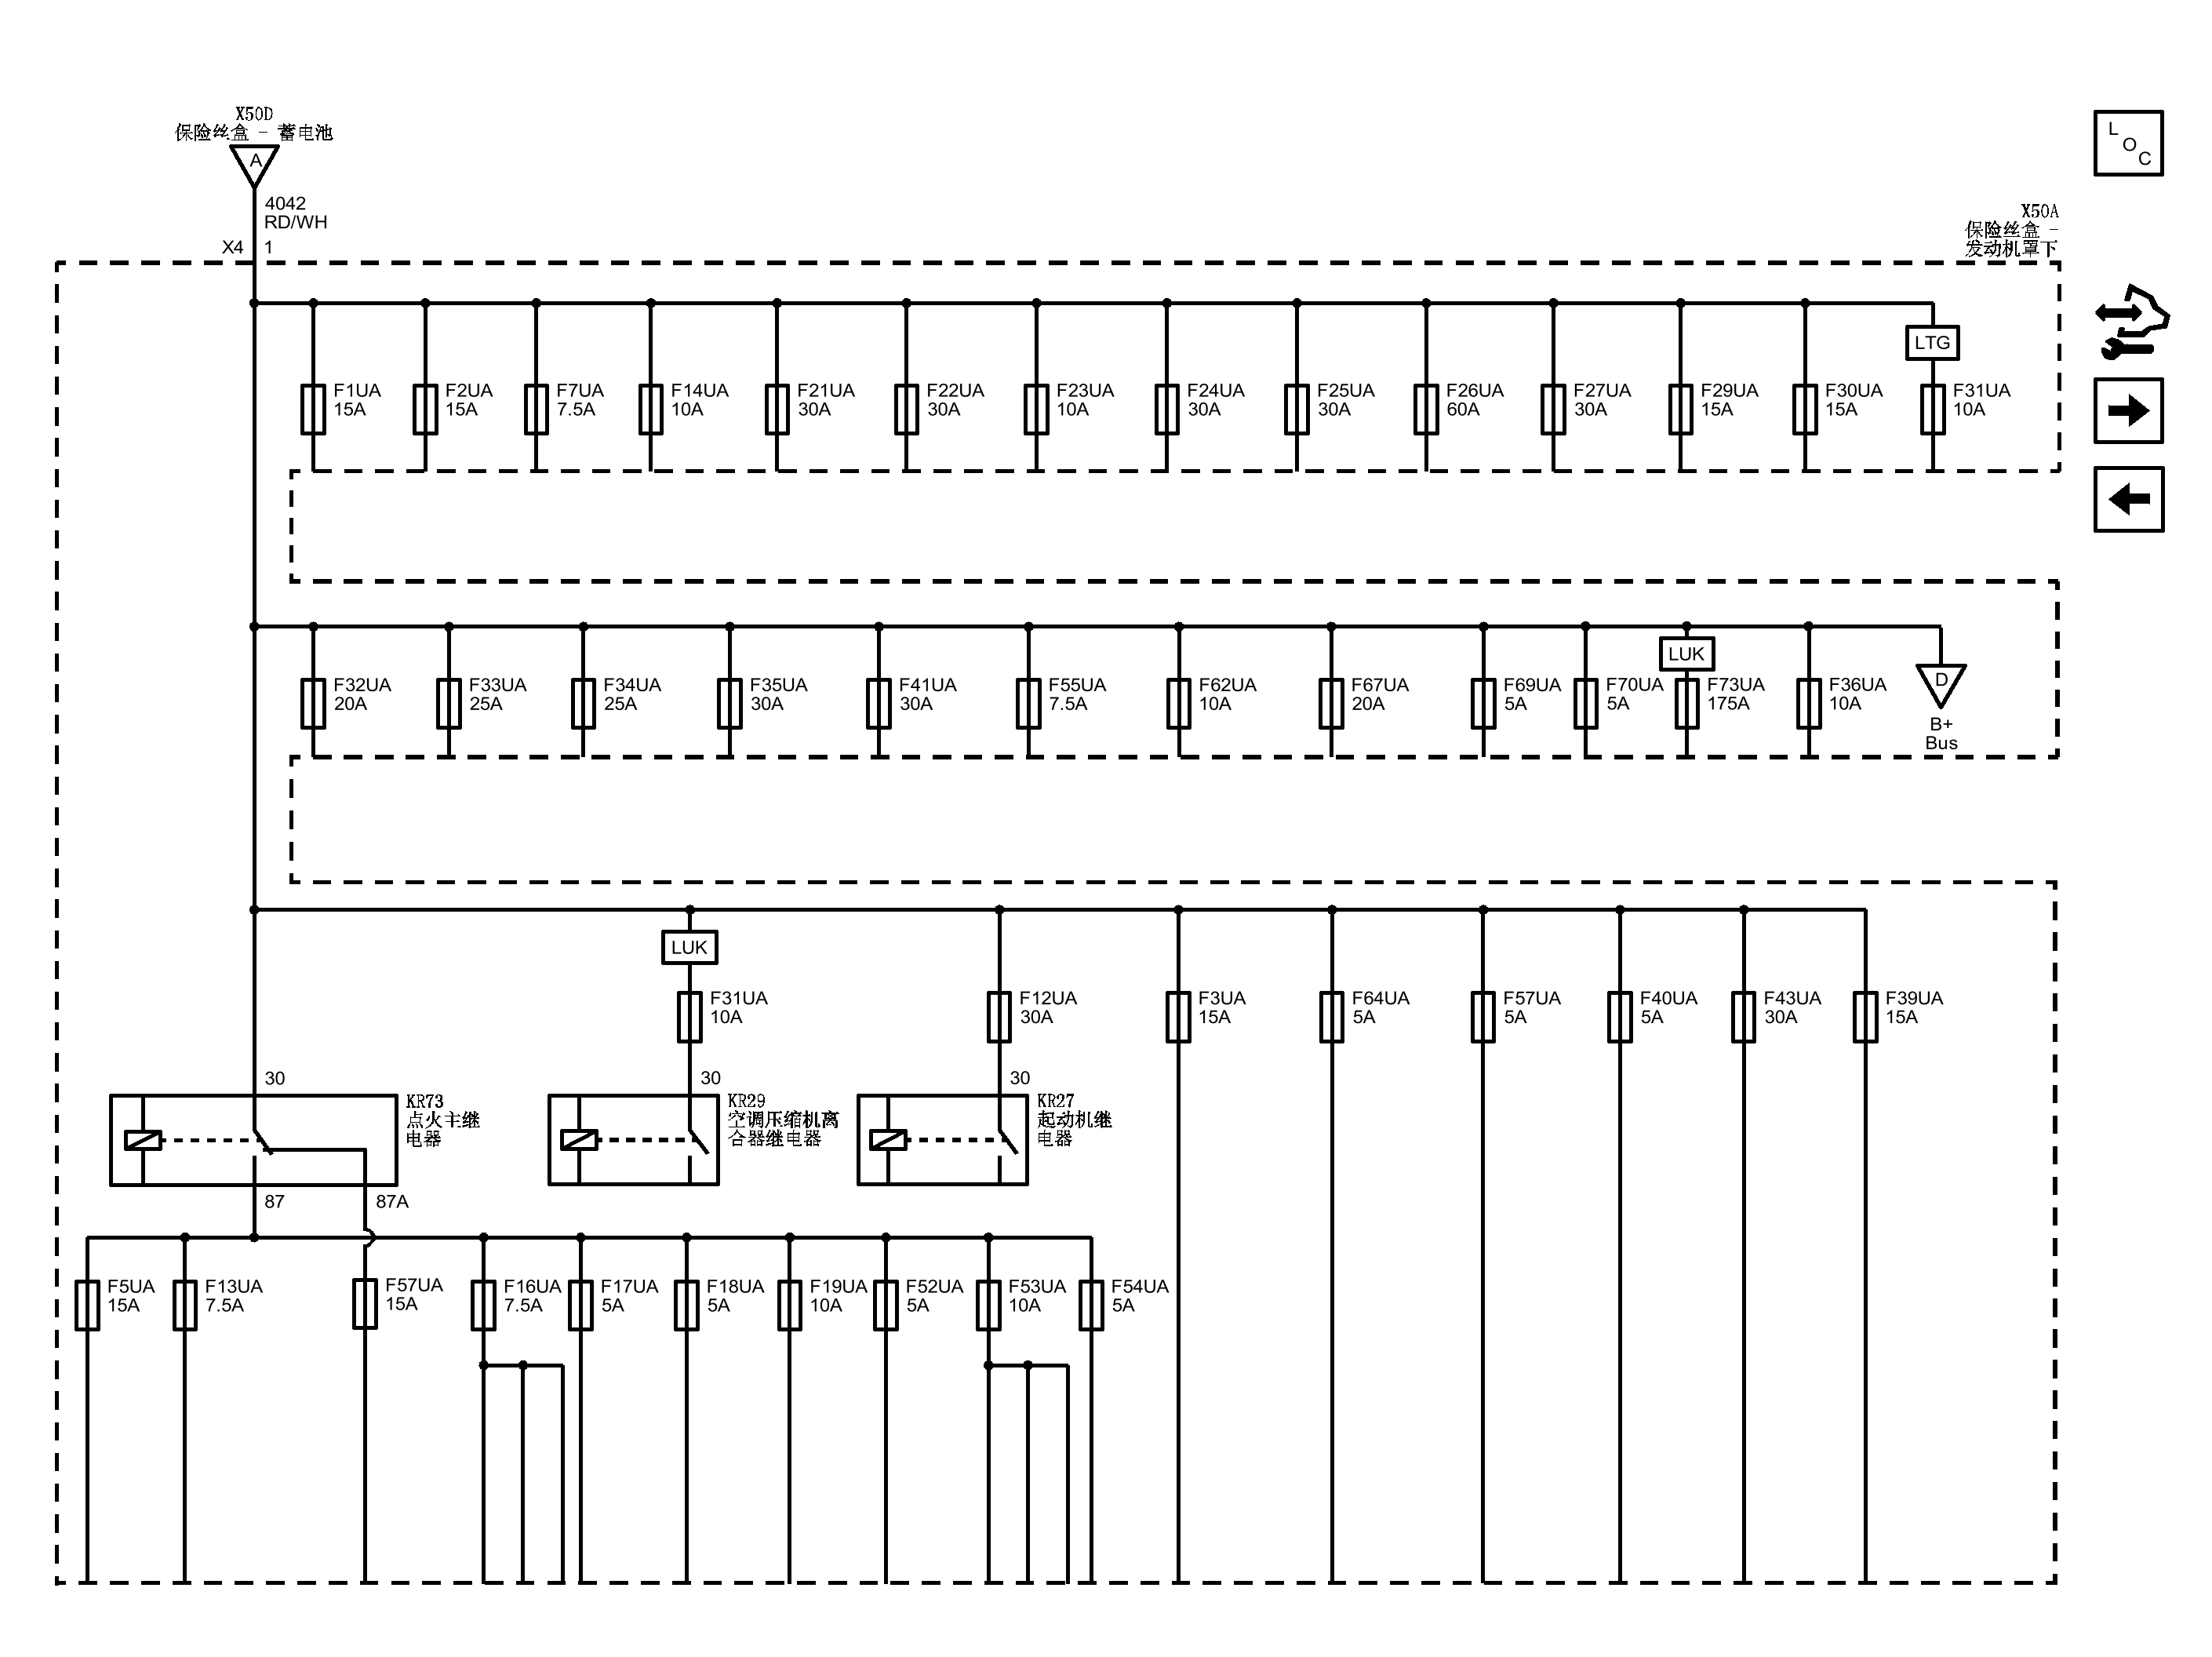 X50D
保险丝盒 - 蓄电池
A
4042
RD/WH
X4 1
X50A
保险丝盒 -
发动机罩下
L
O
C
LTG
F1UA
15A
F2UA
15A
F7UA
7.5A
F14UA
10A
F21UA
30A
F22UA
30A
F23UA
10A
F24UA
30A
F25UA
30A
F26UA
60A
F27UA
30A
F29UA
15A
F30UA
15A
F31UA
10A
LUK
F32UA
20A
F33UA
25A
F34UA
25A
F35UA
30A
F41UA
30A
F55UA
7.5A
F62UA
10A
F67UA
20A
F69UA
5A
F70UA
5A
F73UA
175A
F36UA
10A
D
B+
Bus
LUK
F31UA
10A
F12UA
30A
F3UA
15A
F64UA
5A
F57UA
5A
F40UA
5A
F43UA
30A
F39UA
15A
30
KR73
点火主继
电器
30
KR29
空调压缩机离
合器继电器
30
KR27
起动机继
电器
87
87A
F5UA
15A
F13UA
7.5A
F57UA
15A
F16UA
7.5A
F17UA
5A
F18UA
5A
F19UA
10A
F52UA
5A
F53UA
10A
F54UA
5A